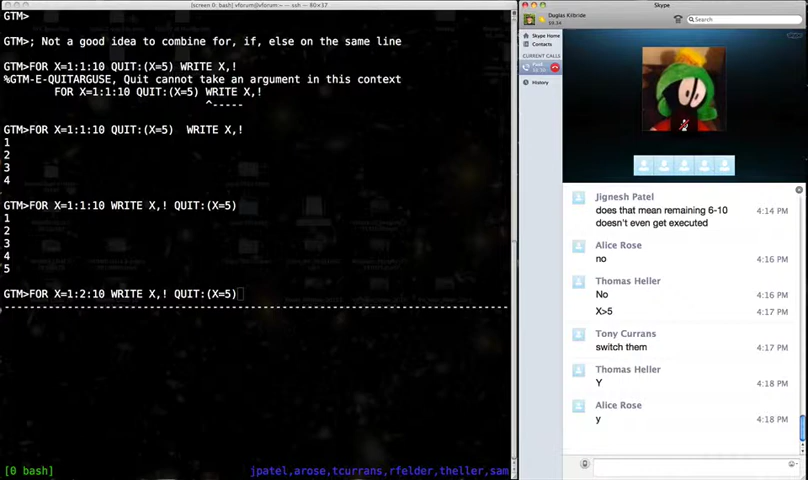 [screen 0: bash] vforum@vforum:~ — ssh — 80×37
GTM>
GTM>; Not a good idea to combine for, if, else on the same line
GTM>FOR X=1:1:10 QUIT:(X=5) WRITE X,!
%GTM-E-QUITARGUSE, Quit cannot take an argument in this context
FOR X=1:1:10 QUIT:(X=5) WRITE X,!
^-----
GTM>FOR X=1:1:10 QUIT:(X=5)  WRITE X,!
1
2
3
4
GTM>FOR X=1:1:10 WRITE X,! QUIT:(X=5)
1
2
3
4
5
GTM>FOR X=1:2:10 WRITE X,! QUIT:(X=5)
[0 bash]
jpatel,arose,tcurrans,rfelder,theller,sam
Skype
Duglas Kilbride
Search
Skype Home
Contacts
CURRENT CALLS
History
Jignesh Patel
does that mean remaining 6-10 4:14 PM
doesn't even get executed
Alice Rose
no 4:16 PM
Thomas Heller
No 4:16 PM
X>5 4:17 PM
Tony Currans
switch them 4:17 PM
Thomas Heller
Y 4:18 PM
Alice Rose
y 4:18 PM